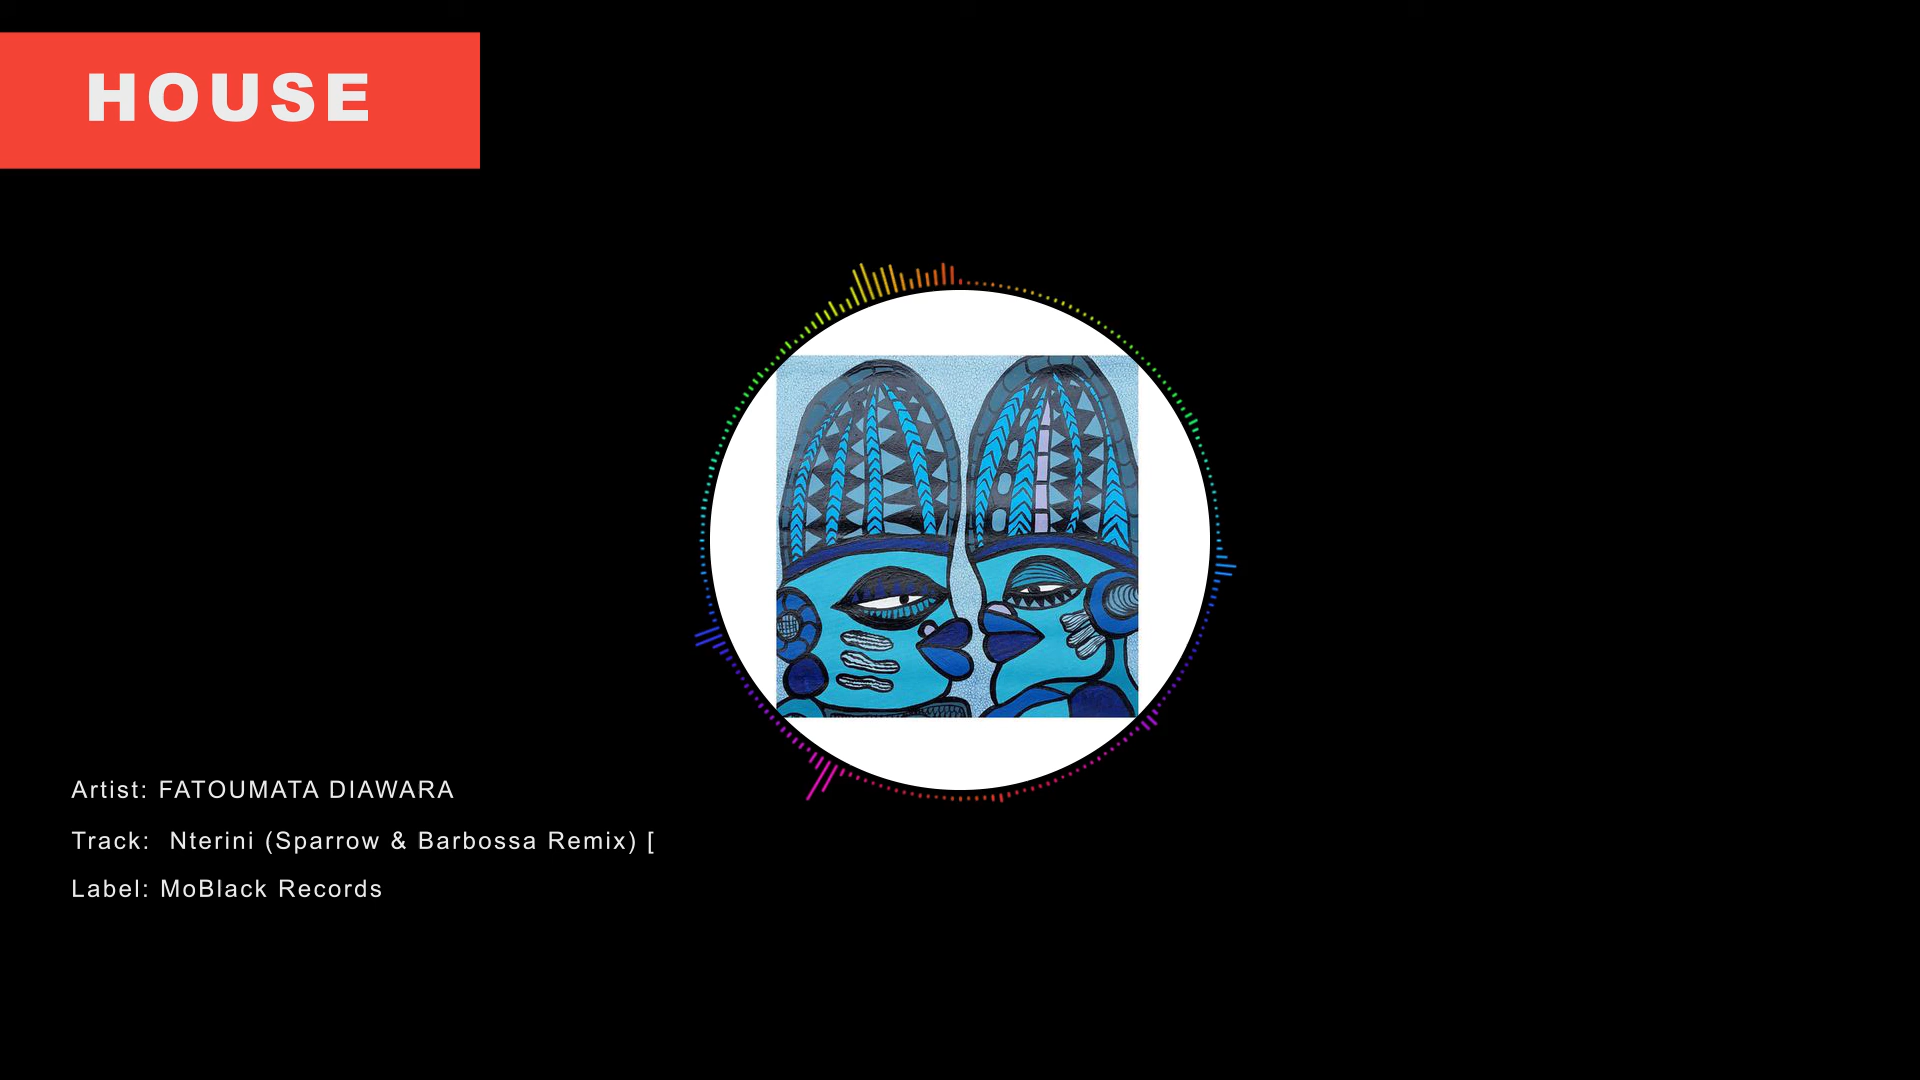 HOUSE
Artist: FATOUMATA DIAWARA
Track:  Nterini (Sparrow & Barbossa Remix) [
Label: MoBlack Records